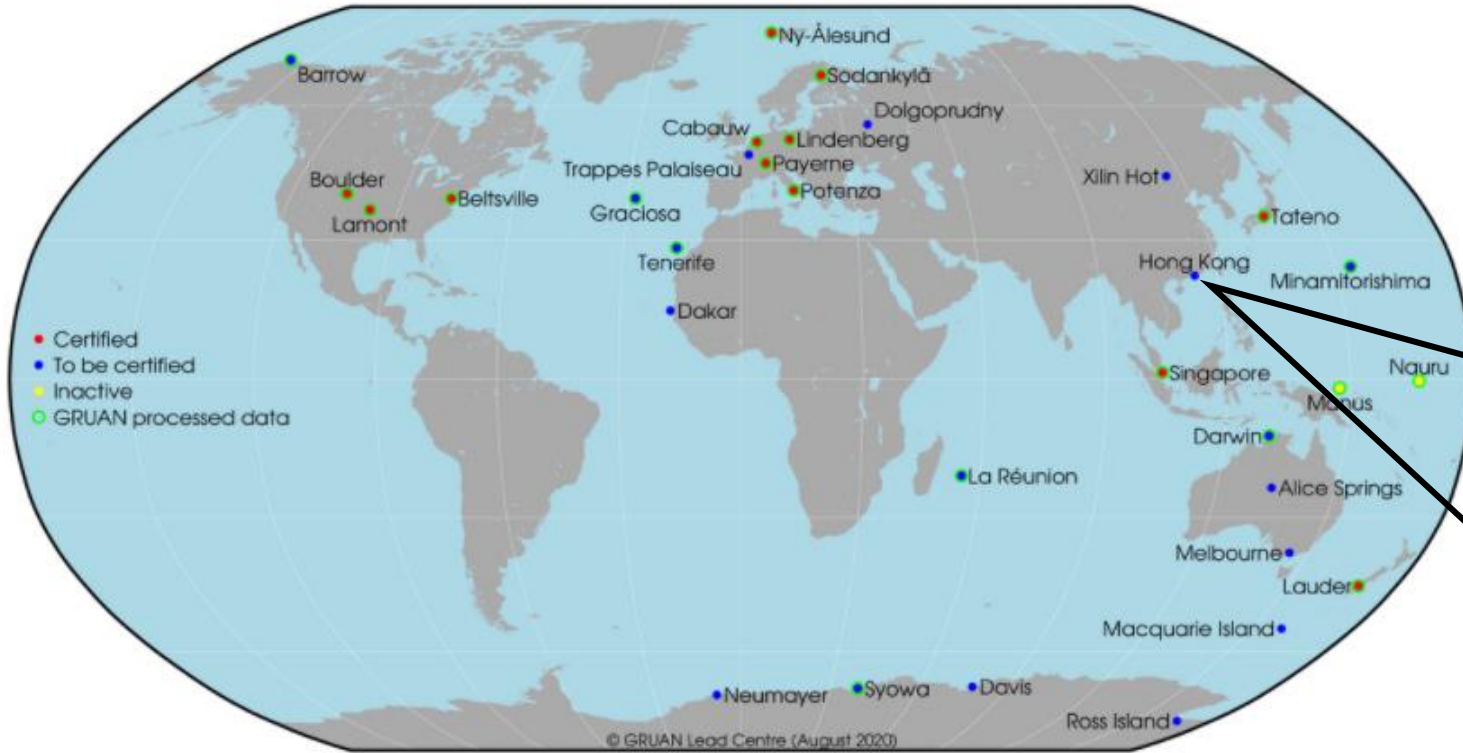 Ny-Ålesund
Barrow
Sodankylä
Dolgoprudny
Cabauw
Lindenberg
Trappes Palaiseau
Payerne
Xilin Hot
Boulder
Beltsville
Potenza
Lamont
Graciosa
Tateno
Tenerife
Hong Kong
Minamitorishima
Dakar
Certified
To be certified
Inactive
GRUAN processed data
Singapore
Nauru
Manus
Darwin
La Réunion
Alice Springs
Melbourne
Lauder
Macquarie Island
Neumayer
Syowa
Davis
Ross Island
© GRUAN Lead Centre (August 2020)